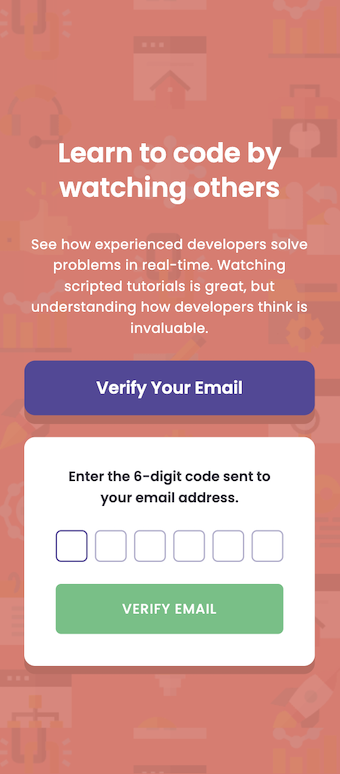 Learn to code by
watching others
See how experienced developers solve
problems in real-time. Watching
scripted tutorials is great, but
understanding how developers think is
invaluable.
Verify Your Email
Enter the 6-digit code sent to
your email address.
VERIFY EMAIL